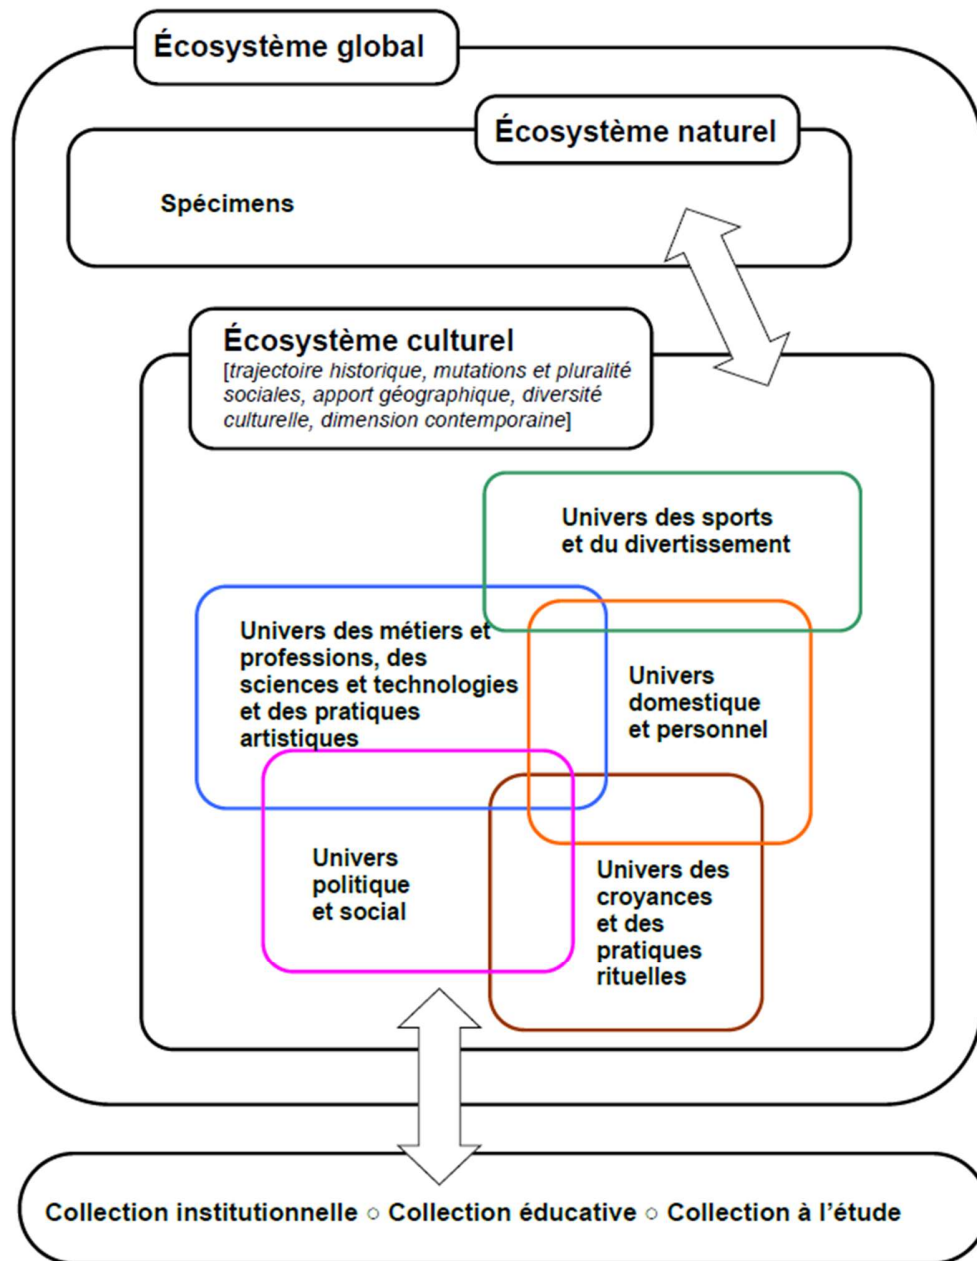 Écosystème global
Écosystème naturel
Spécimens
Écosystème culturel
[trajectoire historique, mutations et pluralité
sociales, apport géographique, diversité
culturelle, dimension contemporaine]
Univers des sports
et du divertissement
Univers des métiers et
professions, des
sciences et technologies
et des pratiques
artistiques
Univers
domestique
et personnel
Univers
politique
et social
Univers des
croyances
et des
pratiques
rituelles
Collection institutionnelle ○ Collection éducative ○ Collection à l’étude